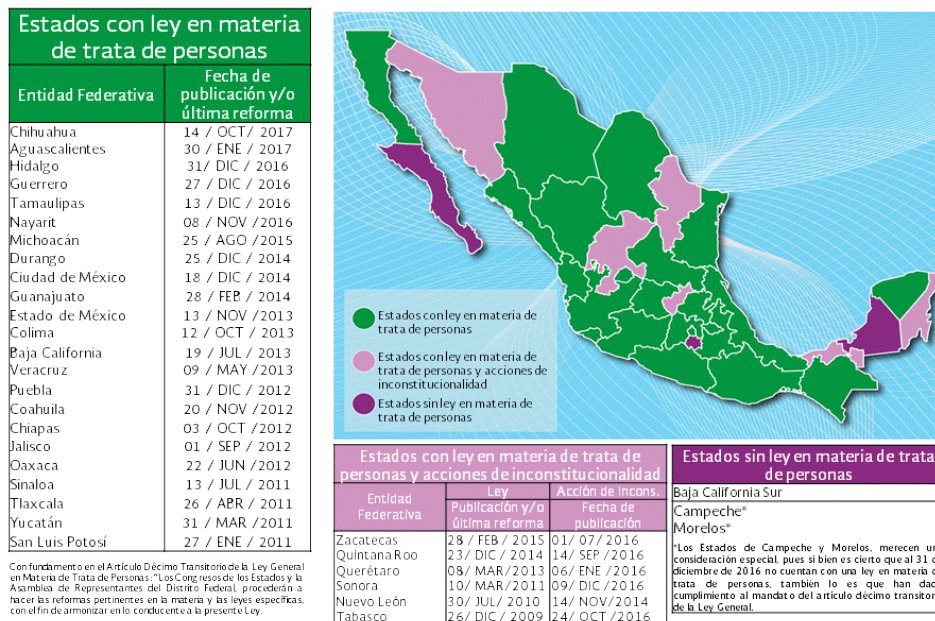 Estados con ley en materia
de trata de personas
Entidad Federativa
Fecha de
publicación y/o
última reforma
Chihuahua 14 / OCT/ 2017
Aguascalientes 30 / ENE / 2017
Hidalgo 31/ DIC / 2016
Guerrero 27 / DIC / 2016
Tamaulipas 13 / DIC / 2016
Nayarit 08 / NOV /2016
Michoacán 25 / AGO /2015
Durango 25 / DIC / 2014
Ciudad de México 18 / DIC / 2014
Guanajuato 28 / FEB / 2014
Estado de México 13 / NOV /2013
Colima 12 / OCT / 2013
Baja California 19 / JUL / 2013
Veracruz 09 / MAY /2013
Puebla 31 / DIC / 2012
Coahuila 20 / NOV /2012
Chiapas 03 / OCT /2012
Jalisco 01 / SEP / 2012
Oaxaca 22 / JUN /2012
Sinaloa 13 / JUL / 2011
Tlaxcala 26 / ABR / 2011
Yucatán 31 / MAR /2011
San Luis Potosí 27 / ENE / 2011
Con fundamento en el Artículo Décimo Transitorio de la Ley General
en Materia de Trata de Personas: "Los Congresos de los Estados y la
Asamblea de Representantes del Distrito Federal, procederán a
hacer las reformas pertinentes en la materia y las leyes específicas,
con el fin de armonizar en lo conducente a la presente Ley.
Estados con ley en materia de
trata de personas
Estados con ley en materia de
trata de personas y acciones de
inconstitucionalidad
Estados sin ley en materia de
trata de personas
Estados con ley en materia de trata de
personas y acciones de inconstitucionalidad
Entidad
Federativa
Ley Acción de Incons.
Publicación y/o
última reforma
Fecha de
publicación
Zacatecas 28 / FEB / 2015 01/ 07/ 2016
Quintana Roo 23/ DIC / 2014 14/ SEP /2016
Querétaro 08/ MAR/2013 06/ ENE /2016
Sonora 10/ MAR/2011 09/ DIC /2016
Nuevo León 30/ JUL/ 2010 14/ NOV/2014
Tabasco 26/ DIC / 2009 24/ OCT /2016
Estados sin ley en materia de trata
de personas
Baja California Sur
Campeche*
Morelos*
*Los Estados de Campeche y Morelos, merecen un
consideración especial, pues si bien es cierto que al 31 d
diciembre de 2016 no cuentan con una ley en materia d
trata de personas, también lo es que han dad
cumplimiento al mandato del artículo décimo transitori
de la Ley General.